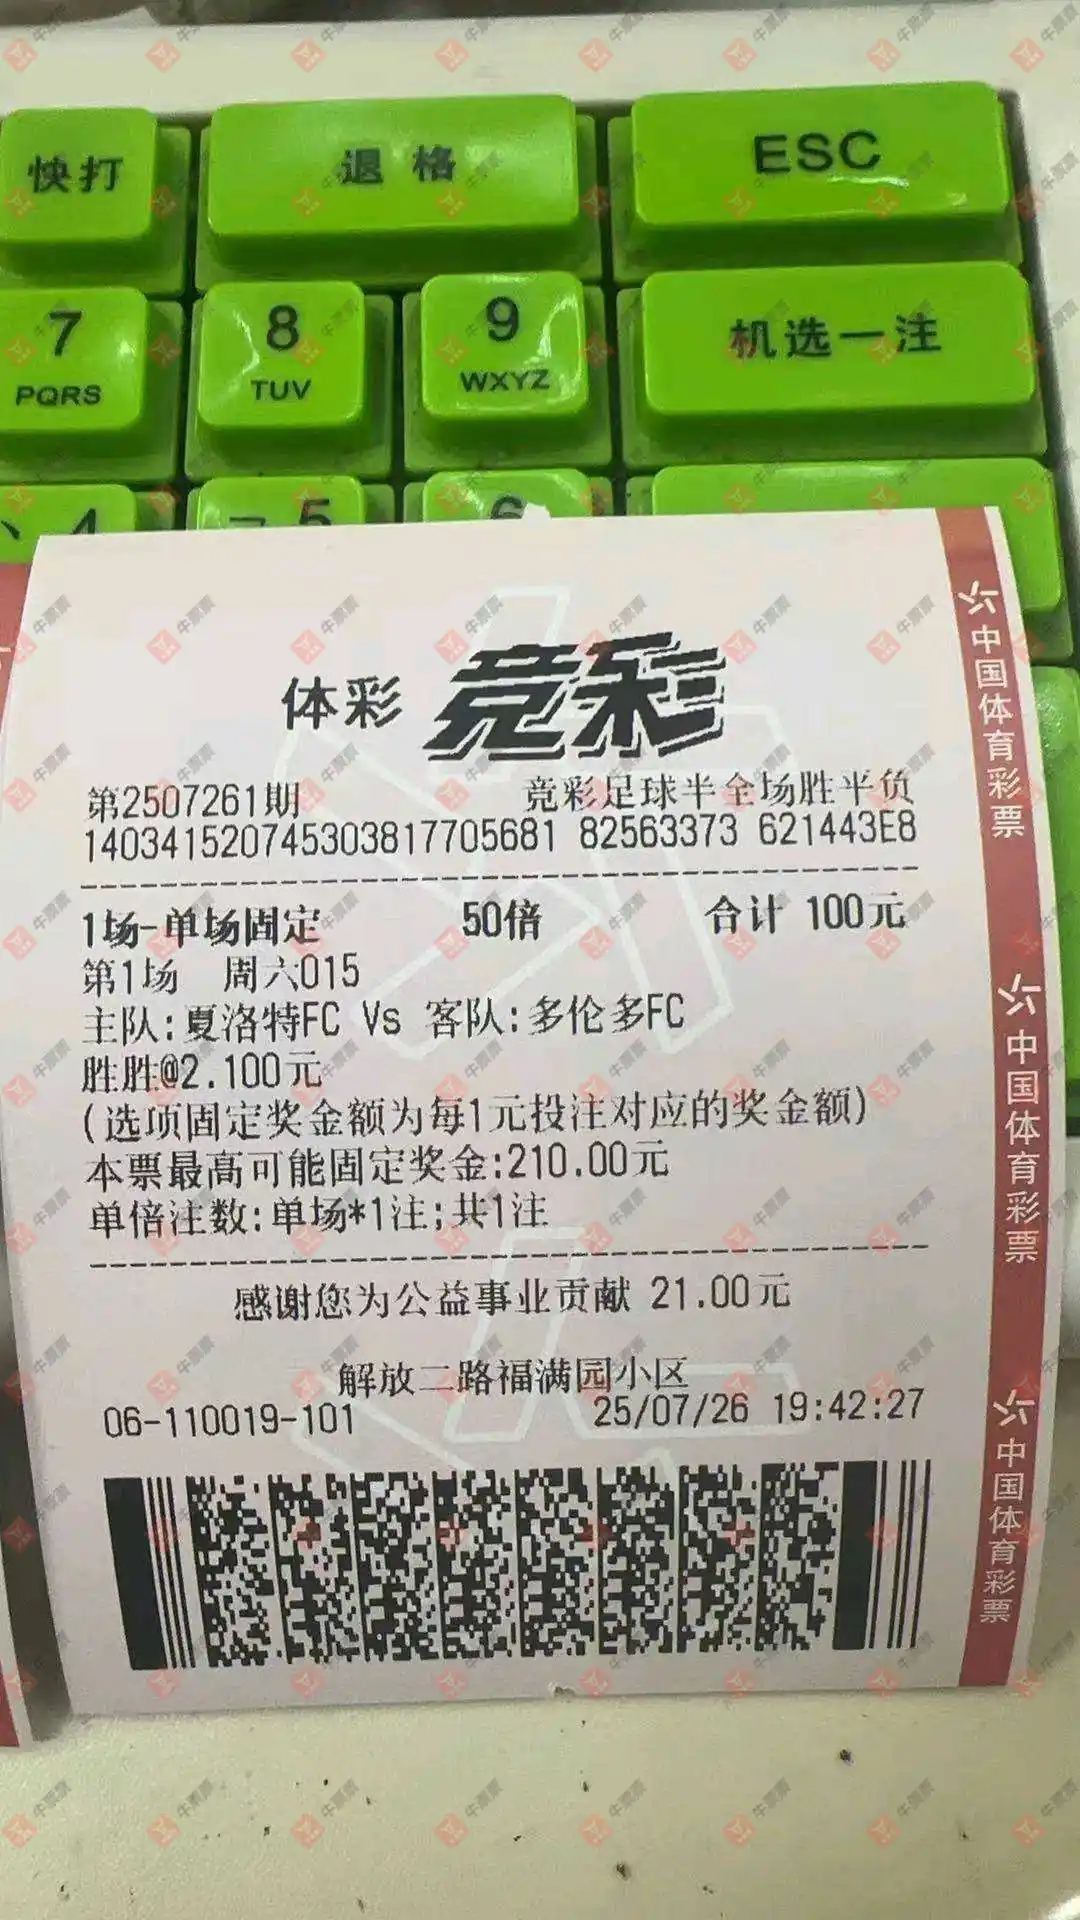 快打 退格 ESC
7 8 9 机选一注
PQRS TUV WXYZ
4 5 6
体彩 竞彩
第2507261期 竞彩足球半全场胜平负
140341520745303817705681 82563373 621443E8
1场-单场固定 50倍 合计 100元
第1场 周六015
主队:夏洛特FC Vs 客队:多伦多FC
胜胜@2.100元
(选项固定奖金额为每1元投注对应的奖金额)
本票最高可能固定奖金:210.00元
单倍注数:单场*1注;共1注
感谢您为公益事业贡献 21.00元
解放二路福满园小区
06-110019-101 25/07/26 19:42:27
中国体育彩票
中国体育彩票
中国体育彩票
牛票票